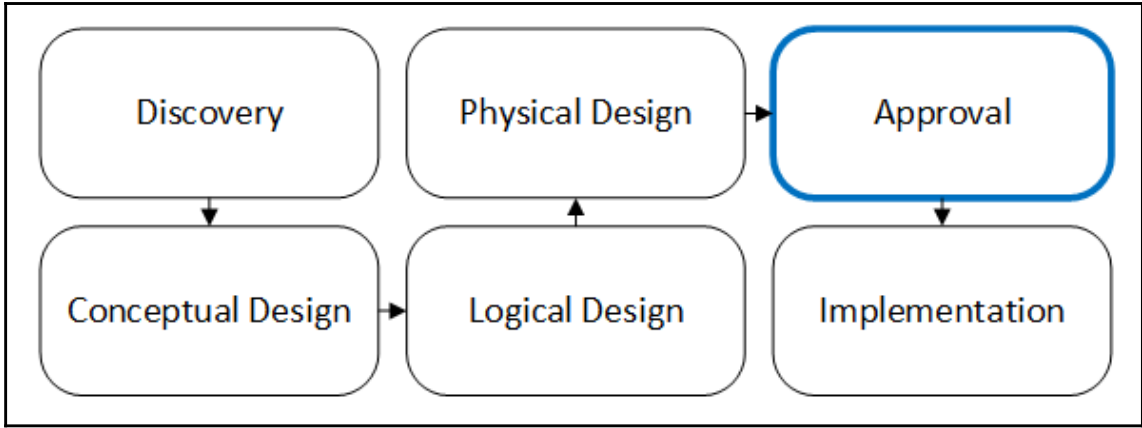 Discovery
Physical Design
Approval
Conceptual Design
Logical Design
Implementation